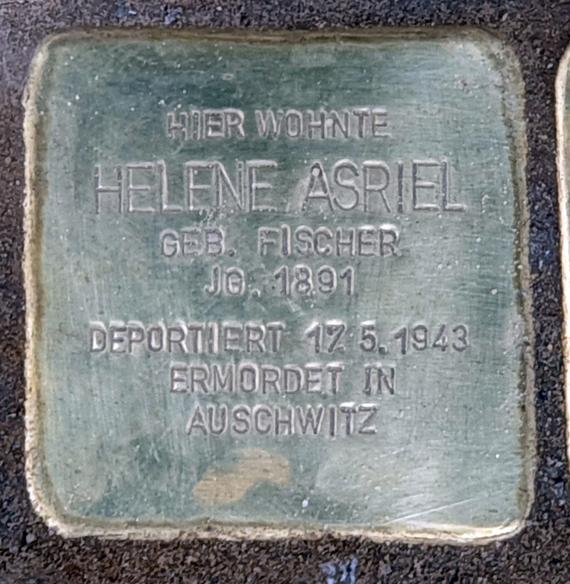 HIER WOHNTE
HELENE ASRIEL
GEB. FISCHER
JG. 1891
DEPORTIERT 17.5.1943
ERMORDET IN
AUSCHWITZ